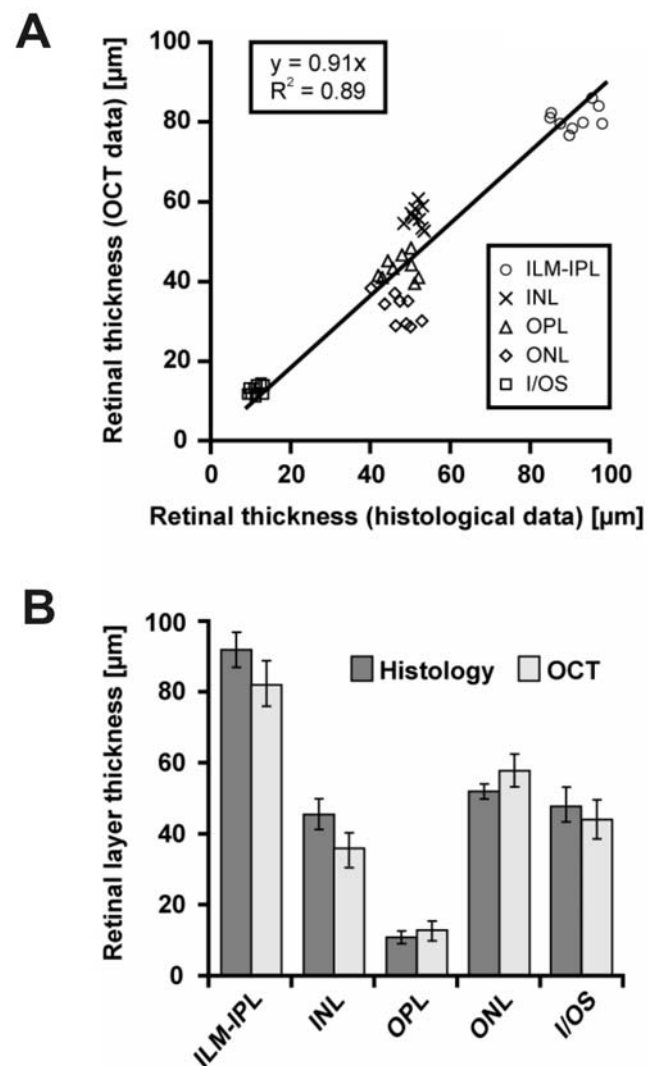 A
Retinal thickness (OCT data) [µm]
100
80
60
40
20
0
y = 0.91x
R² = 0.89
ILM-IPL
INL
OPL
ONL
I/OS
0 20 40 60 80 100
Retinal thickness (histological data) [µm]
B
Retinal layer thickness [µm]
100
80
60
40
20
0
Histology OCT
ILM-IPL INL OPL ONL I/OS